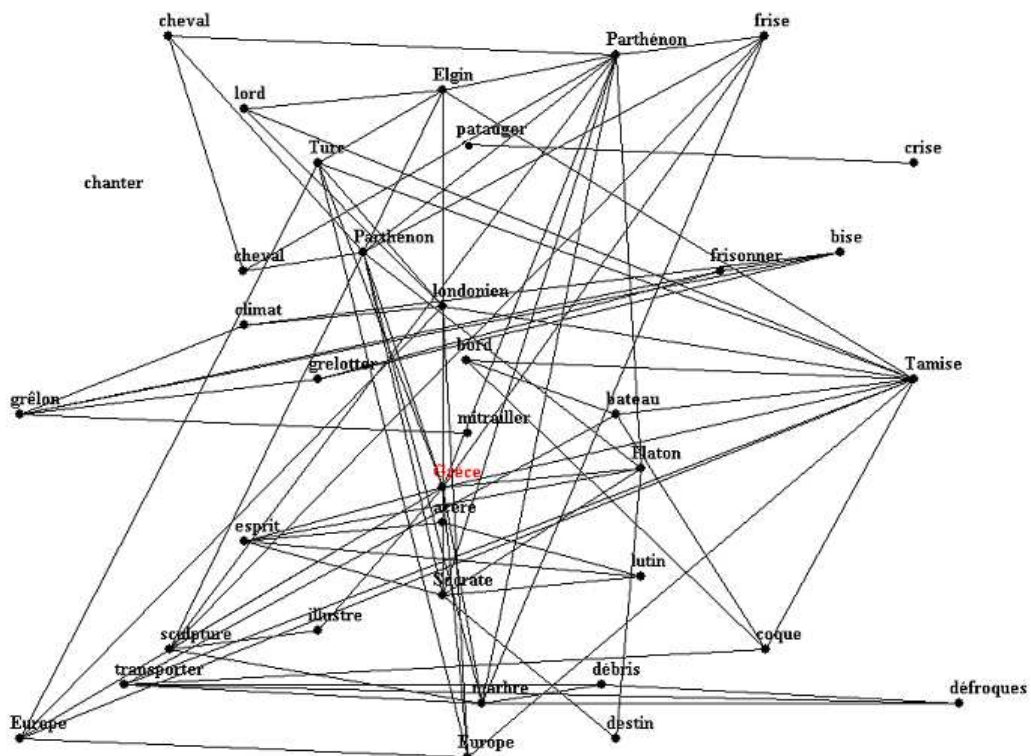 cheval
Parthénon
frise
Elgin
lord
patauger
Turc
crise
chanter
Parthénon
bise
cheval
frisonner
londonien
climat
bord
grelotter
Tamise
grêlon
bateau
mitrailler
Platon
Grèce
acéré
esprit
lutin
Socrate
illustre
sculpture
coque
transporter
débris
marbre
défroques
Europe
destin
Europe